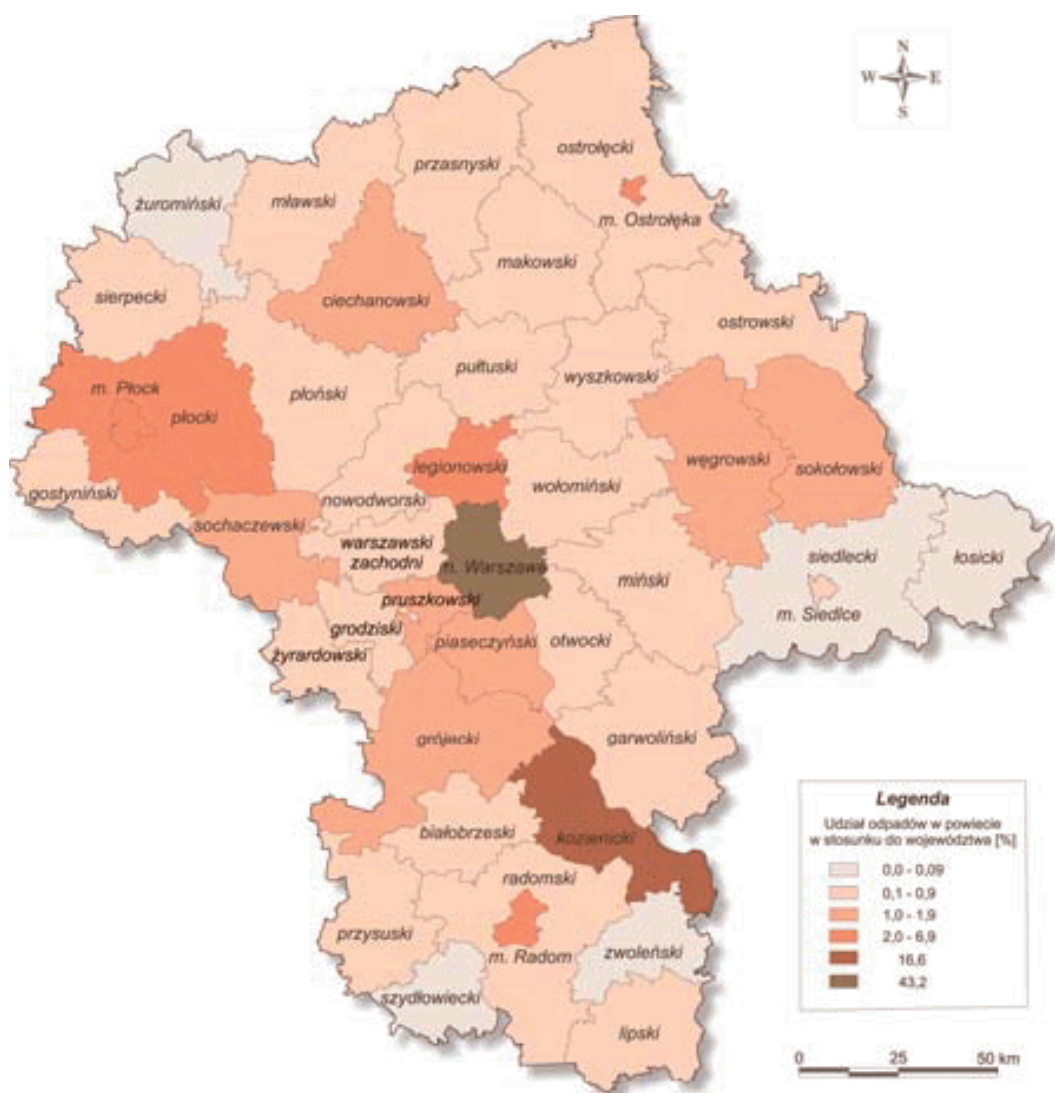 N
W E
S
ostrołęcki
przasnyski
mławski
żuromiński
m. Ostrołęka
makowski
sierpecki
ciechanowski
ostrowski
pułtuski
wyszkowski
m. Płock
płoński
płocki
węgrowski
legionowski
sokołowski
gostyniński
wołomiński
nowodworski
sochaczewski
warszawski
zachodni
siedlecki
łosicki
m. Warszawa
miński
pruszkowski
m. Siedlce
grodziski
piaseczyński
otwocki
żyrardowski
grójecki
garwoliński
białobrzeski
kozienicki
radomski
przysuski
m. Radom
zwoleński
szydłowiecki
lipski
Legenda
Udział odpadów w powiecie
w stosunku do województwa [%]
0,0 - 0,09
0,1 - 0,9
1,0 - 1,9
2,0 - 6,9
16,6
43,2
0 25 50 km